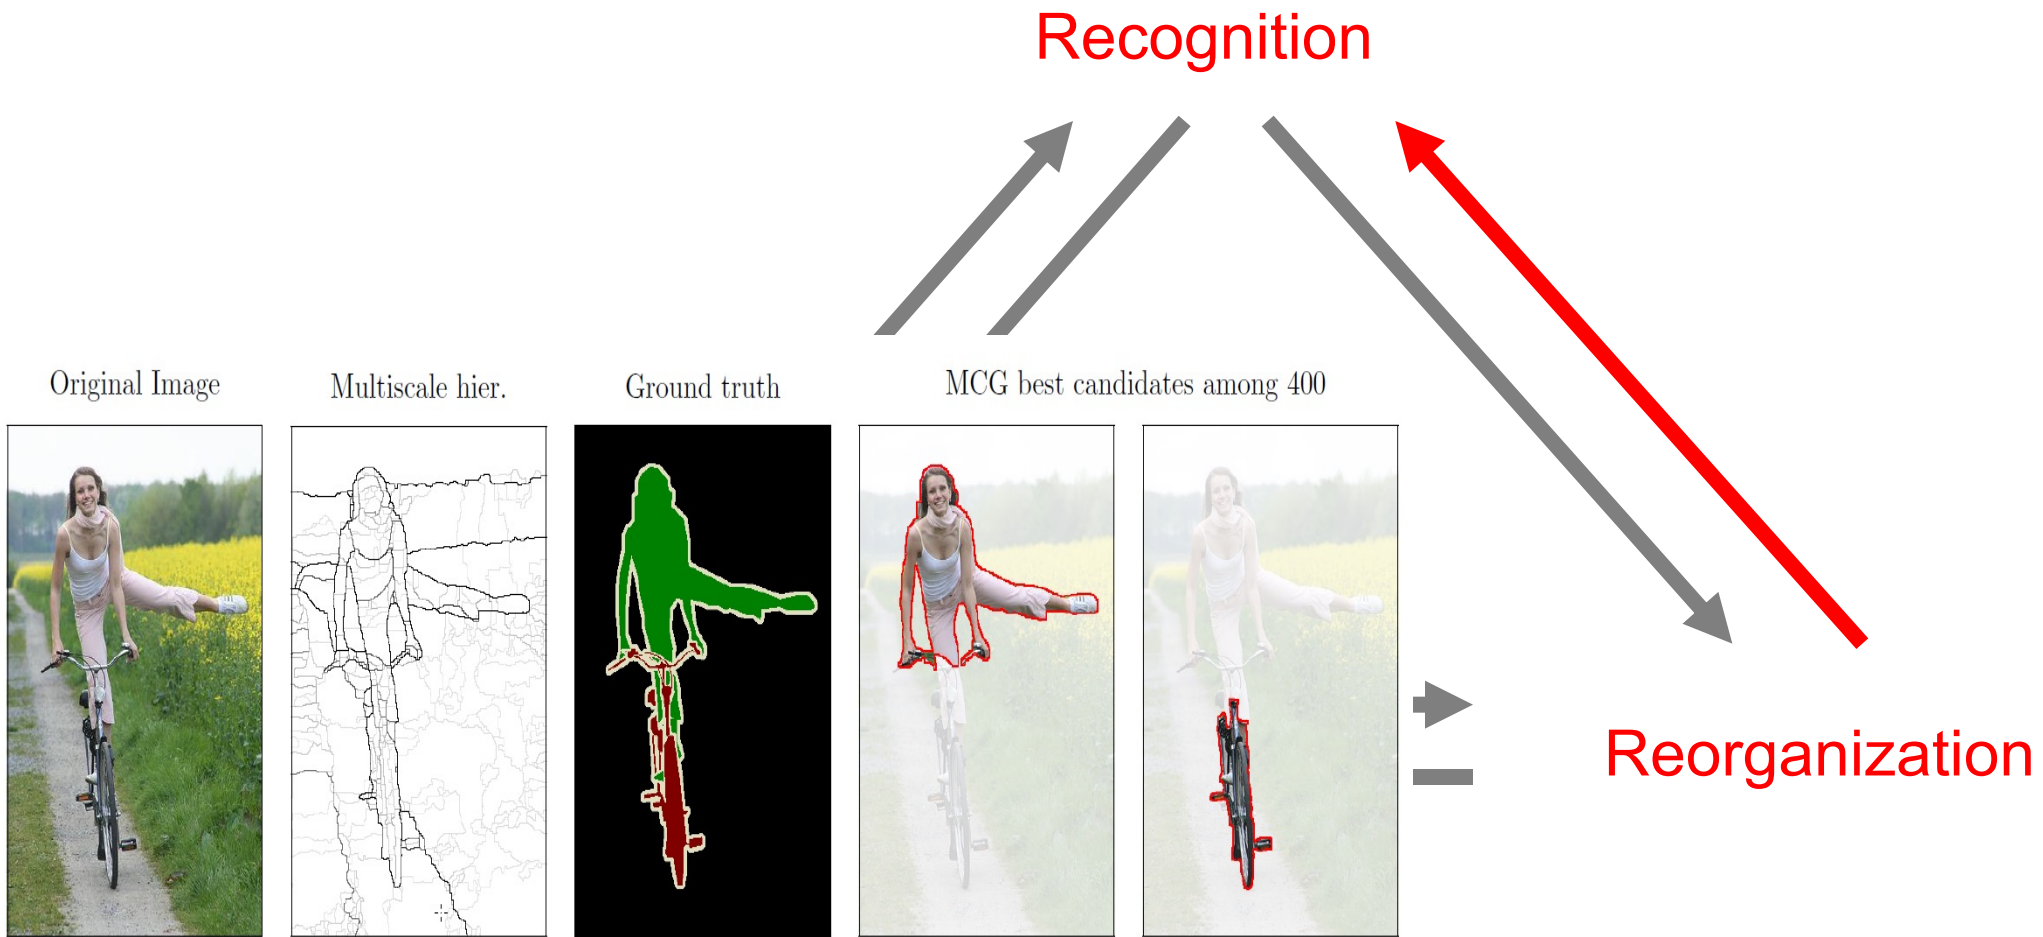 Recognition
Original Image
Multiscale hier.
Ground truth
MCG best candidates among 400
Reorganization